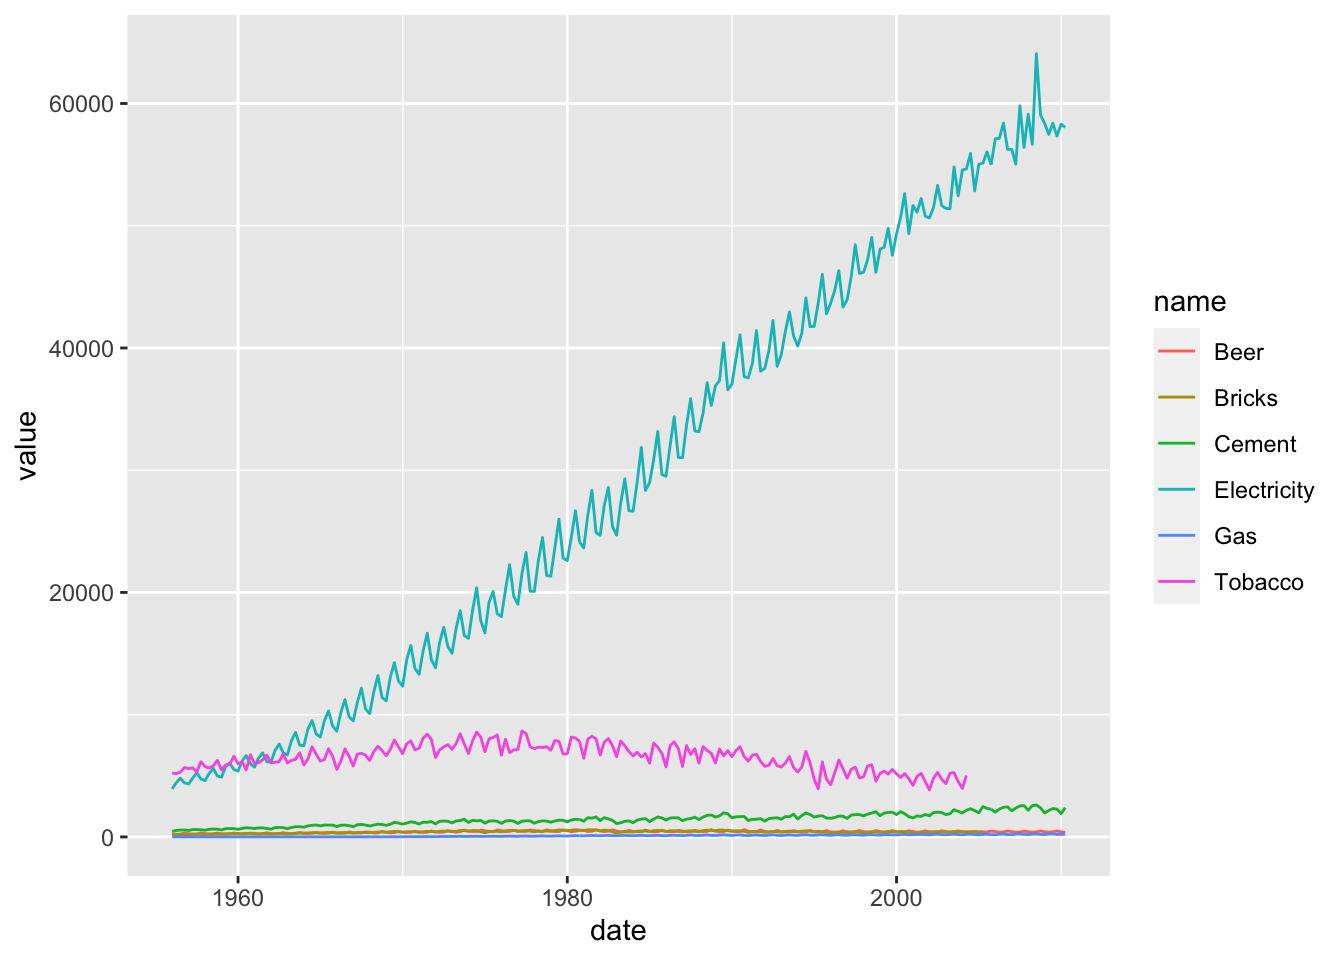 60000
40000
20000
0
value
1960
1980
2000
date
name
Beer
Bricks
Cement
Electricity
Gas
Tobacco